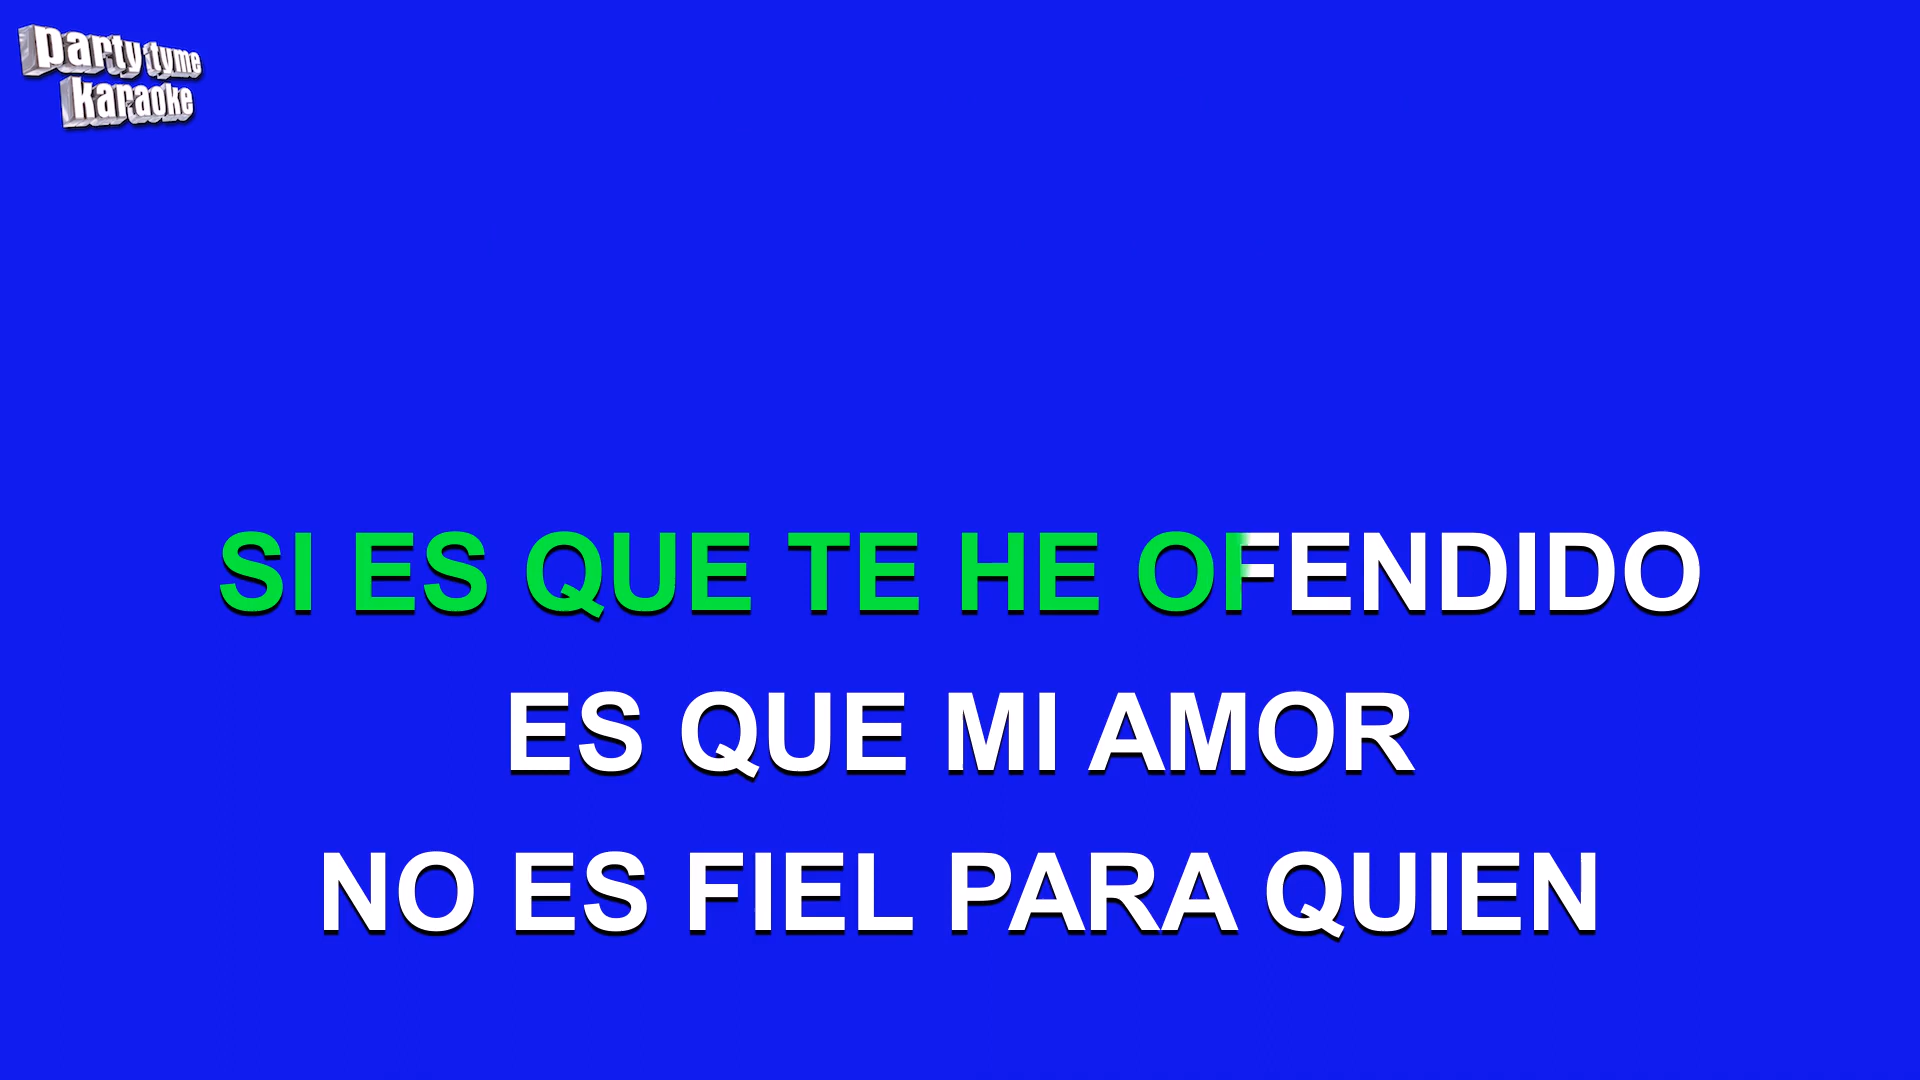 party tyme
karaoke
SI ES QUE TE HE OFENDIDO
ES QUE MI AMOR
NO ES FIEL PARA QUIEN